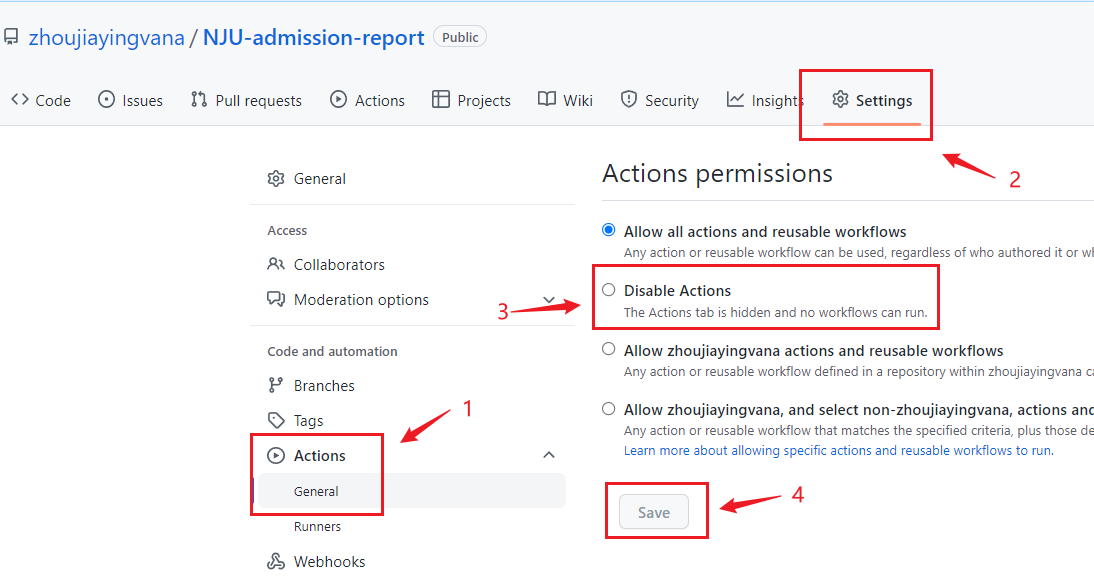 zhoujiayingvana / NJU-admission-report Public
Code Issues Pull requests Actions Projects Wiki Security Insights Settings
2
General
Access
Collaborators
Moderation options
Code and automation
Branches
Tags
Actions
General
Runners
Webhooks
1
Actions permissions
Allow all actions and reusable workflows
Any action or reusable workflow can be used, regardless of who authored it or wh
3
Disable Actions
The Actions tab is hidden and no workflows can run.
Allow zhoujiayingvana actions and reusable workflows
Any action or reusable workflow defined in a repository within zhoujiayingvana ca
Allow zhoujiayingvana, and select non-zhoujiayingvana, actions and
Any action or reusable workflow that matches the specified criteria, plus those de
Learn more about allowing specific actions and reusable workflows to run.
Save
4